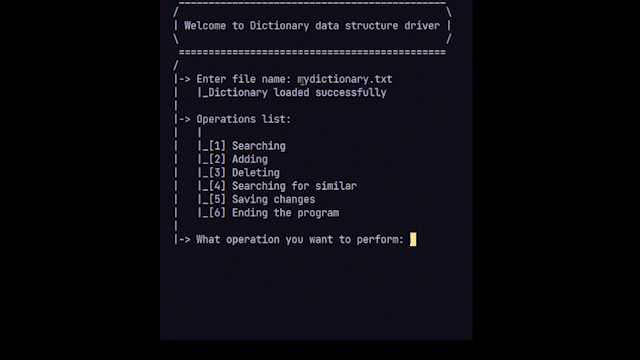 Welcome to Dictionary data structure driver
|-> Enter file name: mydictionary.txt
| |_Dictionary loaded successfully
|-> Operations list:
| |_[1] Searching
| |_[2] Adding
| |_[3] Deleting
| |_[4] Searching for similar
| |_[5] Saving changes
| |_[6] Ending the program
|-> What operation you want to perform: